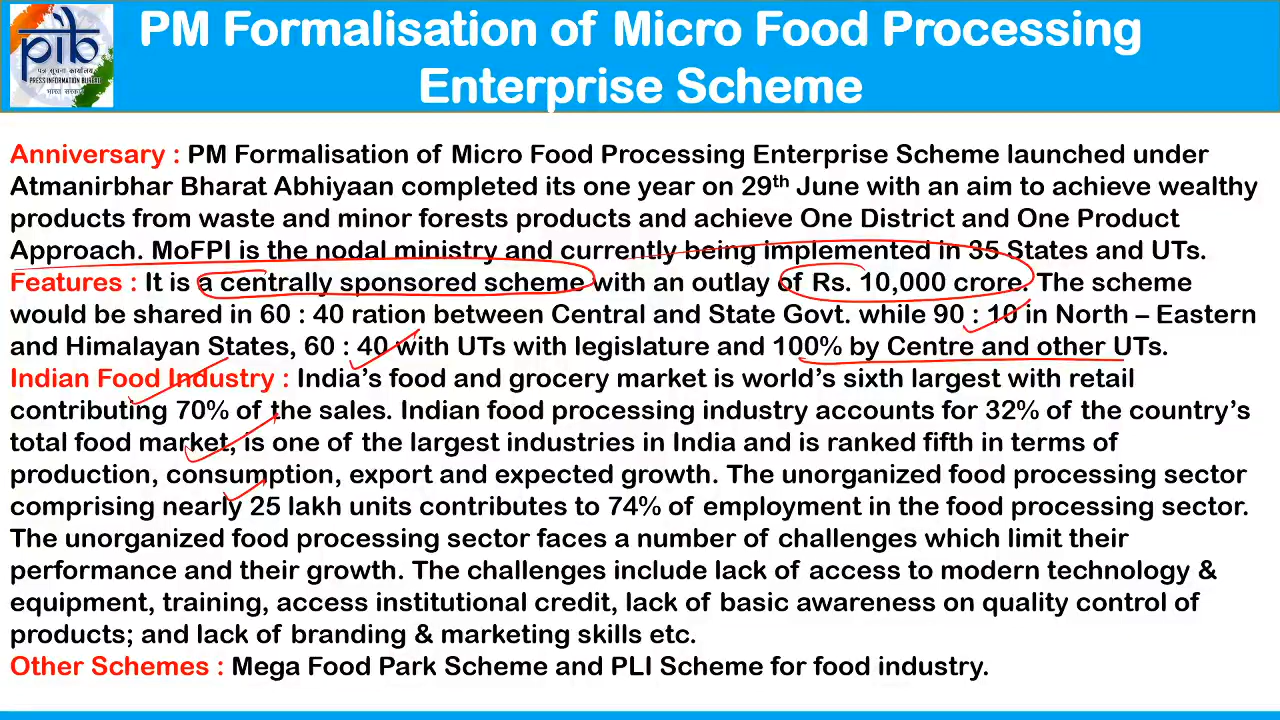 pib
पत्र सूचना कार्यालय
PRESS INFORMATION BUREAU
भारत सरकार
PM Formalisation of Micro Food Processing
Enterprise Scheme
Anniversary : PM Formalisation of Micro Food Processing Enterprise Scheme launched under
Atmanirbhar Bharat Abhiyaan completed its one year on 29th June with an aim to achieve wealthy
products from waste and minor forests products and achieve One District and One Product
Approach. MoFPI is the nodal ministry and currently being implemented in 35 States and UTs.
Features : It is a centrally sponsored scheme with an outlay of Rs. 10,000 crore. The scheme
would be shared in 60 : 40 ration between Central and State Govt. while 90 : 10 in North – Eastern
and Himalayan States, 60 : 40 with UTs with legislature and 100% by Centre and other UTs.
Indian Food Industry : India's food and grocery market is world's sixth largest with retail
contributing 70% of the sales. Indian food processing industry accounts for 32% of the country's
total food market, is one of the largest industries in India and is ranked fifth in terms of
production, consumption, export and expected growth. The unorganized food processing sector
comprising nearly 25 lakh units contributes to 74% of employment in the food processing sector.
The unorganized food processing sector faces a number of challenges which limit their
performance and their growth. The challenges include lack of access to modern technology &
equipment, training, access institutional credit, lack of basic awareness on quality control of
products; and lack of branding & marketing skills etc.
Other Schemes : Mega Food Park Scheme and PLI Scheme for food industry.